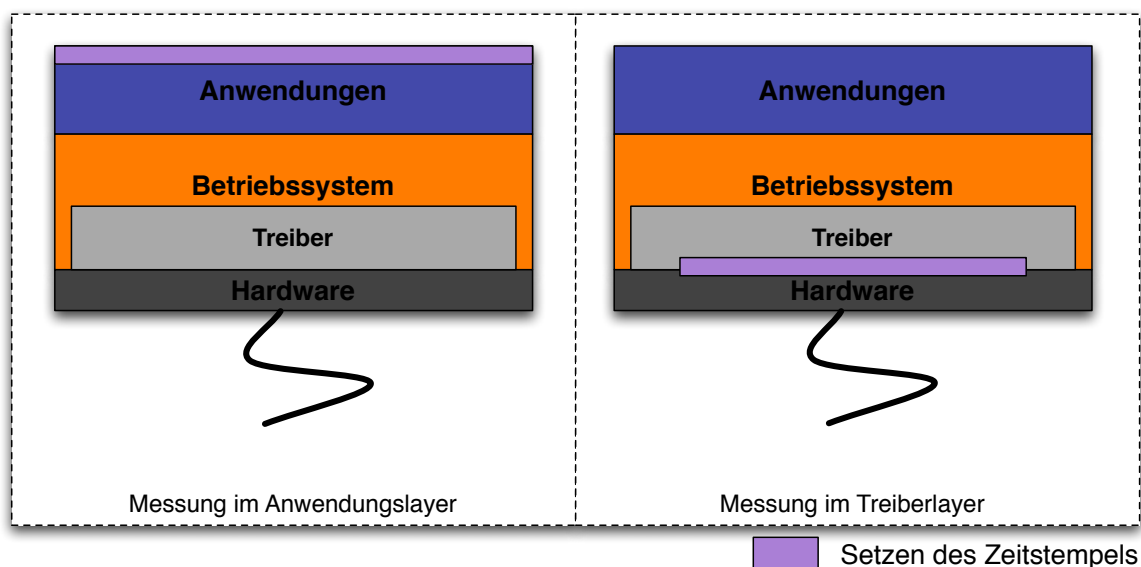 Anwendungen
Betriebssystem
Treiber
Hardware
Messung im Anwendungslayer
Anwendungen
Betriebssystem
Treiber
Hardware
Messung im Treiberlayer
Setzen des Zeitstempels